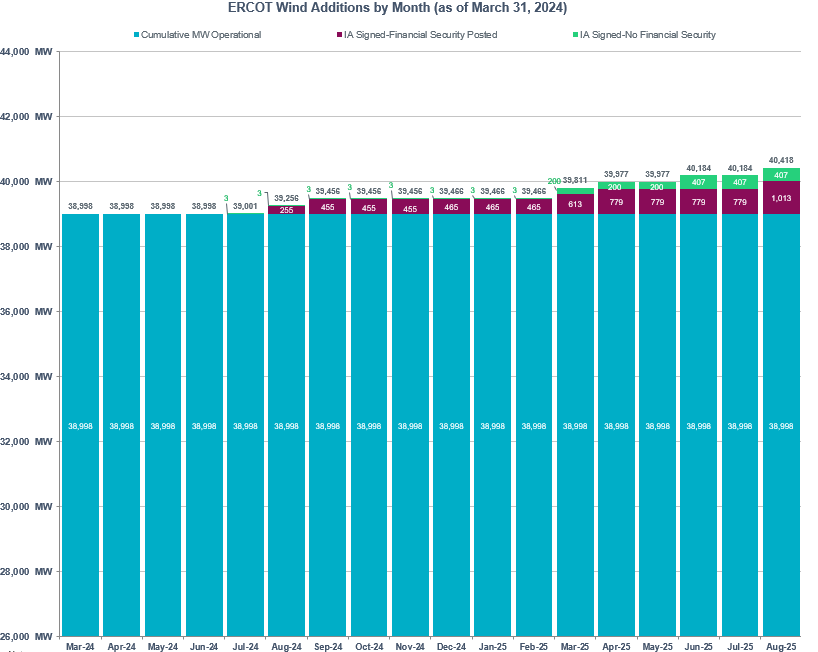 ERCOT Wind Additions by Month (as of March 31, 2024)
Cumulative MW Operational IA Signed-Financial Security Posted IA Signed-No Financial Security
44,000 MW
42,000 MW
40,000 MW
38,000 MW
36,000 MW
34,000 MW
32,000 MW
30,000 MW
28,000 MW
26,000 MW
38,998 38,998 38,998 38,998 39,001 39,256 39,456 39,456 39,456 39,466 39,466 39,466 39,811 39,977 39,977 40,184 40,184 40,418
3 3 3 3 3 3 3 3 200 200 200 407 407 407
255 455 455 455 465 465 465 613 779 779 779 779 1,013
38,998 38,998 38,998 38,998 38,998 38,998 38,998 38,998 38,998 38,998 38,998 38,998 38,998 38,998 38,998 38,998 38,998 38,998
Mar-24 Apr-24 May-24 Jun-24 Jul-24 Aug-24 Sep-24 Oct-24 Nov-24 Dec-24 Jan-25 Feb-25 Mar-25 Apr-25 May-25 Jun-25 Jul-25 Aug-25